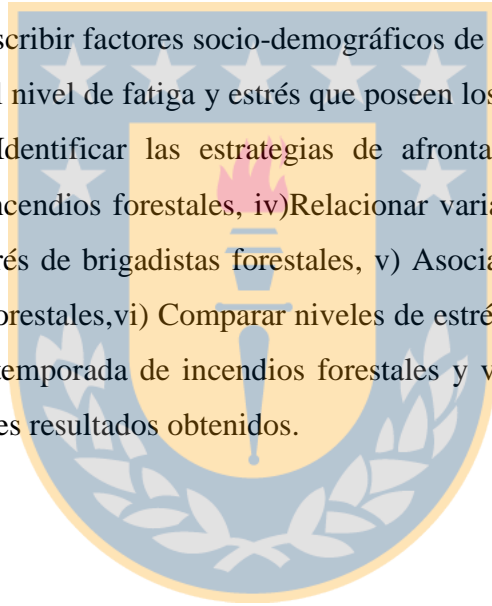 scribir factores socio-demográficos de
l nivel de fatiga y estrés que poseen los
Identificar las estrategias de afronta
ncendios forestales, iv)Relacionar varia
rés de brigadistas forestales, v) Asocia
orestales,vi) Comparar niveles de estré
temporada de incendios forestales y v
es resultados obtenidos.